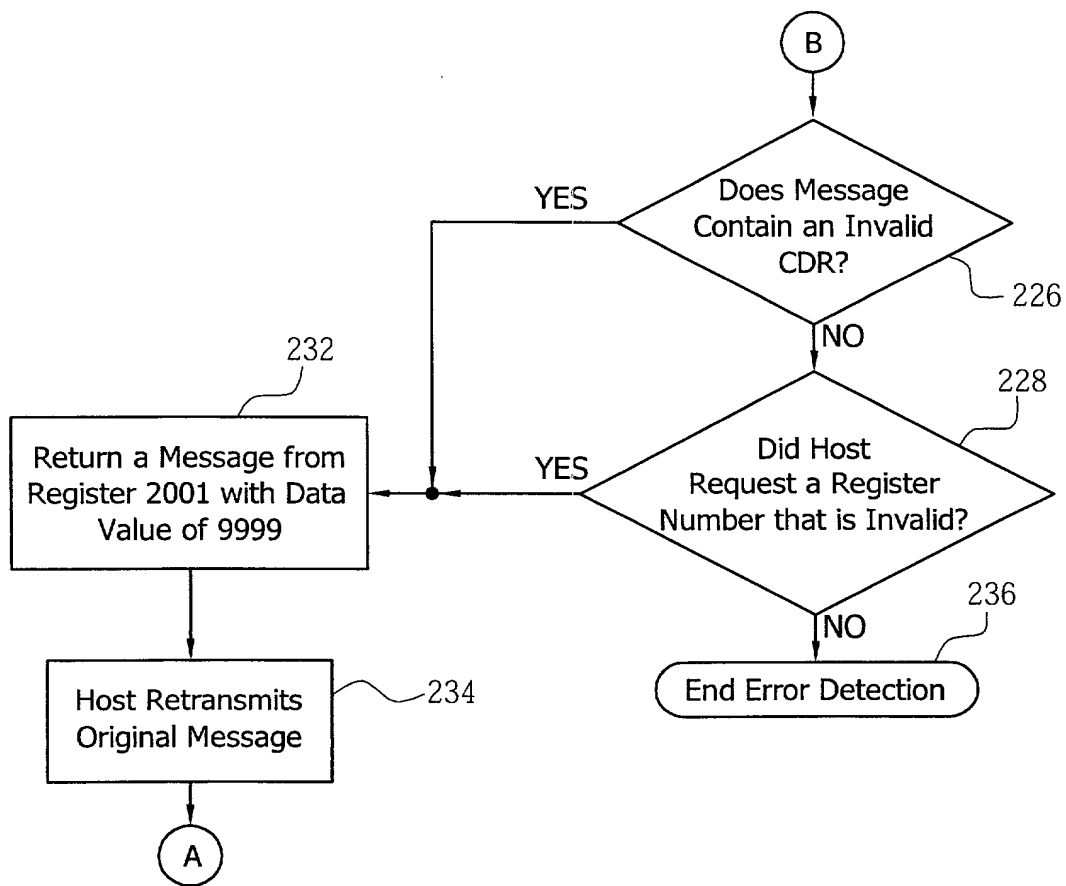 B
Does Message
Contain an Invalid
CDR?
YES
226
NO
232
228
Return a Message from
Register 2001 with Data
Value of 9999
YES
Did Host
Request a Register
Number that is Invalid?
236
NO
End Error Detection
Host Retransmits
Original Message
234
A